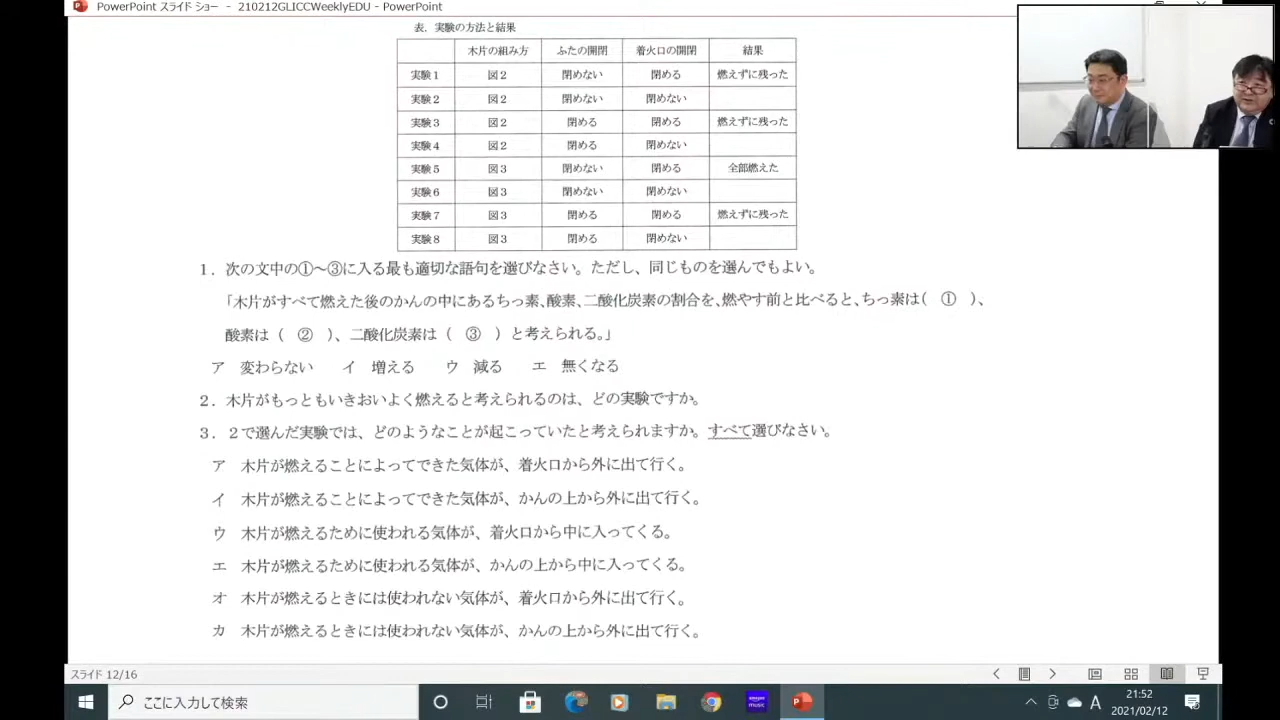 PowerPoint スライド ショー - 210212GLICCWeeklyEDU - PowerPoint
表．実験の方法と結果
木片の組み方 ふたの開閉 着火口の開閉 結果
実験１ 図２ 閉めない 閉める 燃えずに残った
実験２ 図２ 閉めない 閉めない
実験３ 図２ 閉める 閉める 燃えずに残った
実験４ 図２ 閉める 閉めない
実験５ 図３ 閉めない 閉める 全部燃えた
実験６ 図３ 閉めない 閉めない
実験７ 図３ 閉める 閉める 燃えずに残った
実験８ 図３ 閉める 閉めない
１．次の文中の①～③に入る最も適切な語句を選びなさい。ただし、同じものを選んでもよい。
「木片がすべて燃えた後のかんの中にあるちっ素、酸素、二酸化炭素の割合を、燃やす前と比べると、ちっ素は（ ① ）、
酸素は（ ② ）、二酸化炭素は（ ③ ）と考えられる。」
ア 変わらない イ 増える ウ 減る エ 無くなる
２．木片がもっともいきおいよく燃えると考えられるのは、どの実験ですか。
３．２で選んだ実験では、どのようなことが起こっていたと考えられますか。すべて選びなさい。
ア 木片が燃えることによってできた気体が、着火口から外に出て行く。
イ 木片が燃えることによってできた気体が、かんの上から外に出て行く。
ウ 木片が燃えるために使われる気体が、着火口から中に入ってくる。
エ 木片が燃えるために使われる気体が、かんの上から中に入ってくる。
オ 木片が燃えるときには使われない気体が、着火口から外に出て行く。
カ 木片が燃えるときには使われない気体が、かんの上から外に出て行く。
スライド 12/16
ここに入力して検索
amazon music
A
21:52
2021/02/12